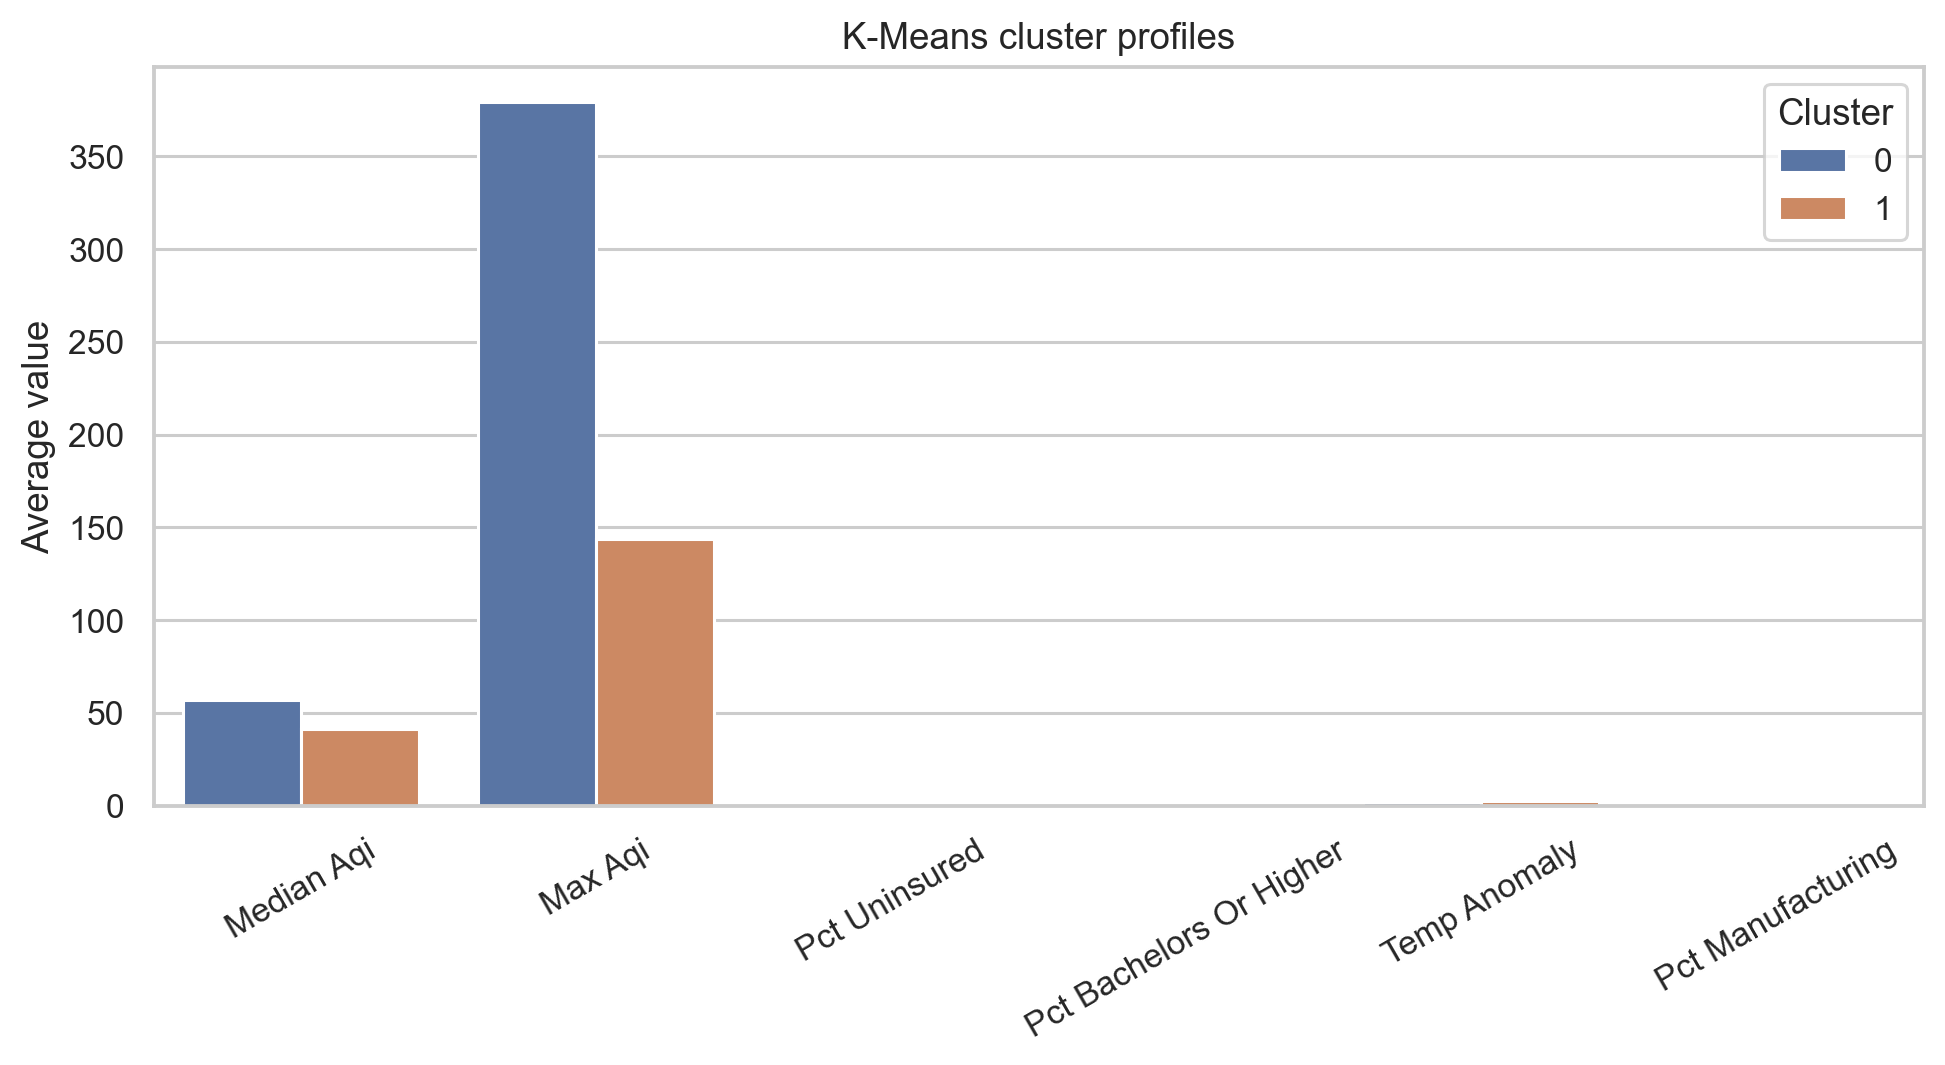 K-Means cluster profiles
Average value
350
300
250
200
150
100
50
0
Cluster
0
1
Median Aqi
Max Aqi
Pct Uninsured
Pct Bachelors Or Higher
Temp Anomaly
Pct Manufacturing